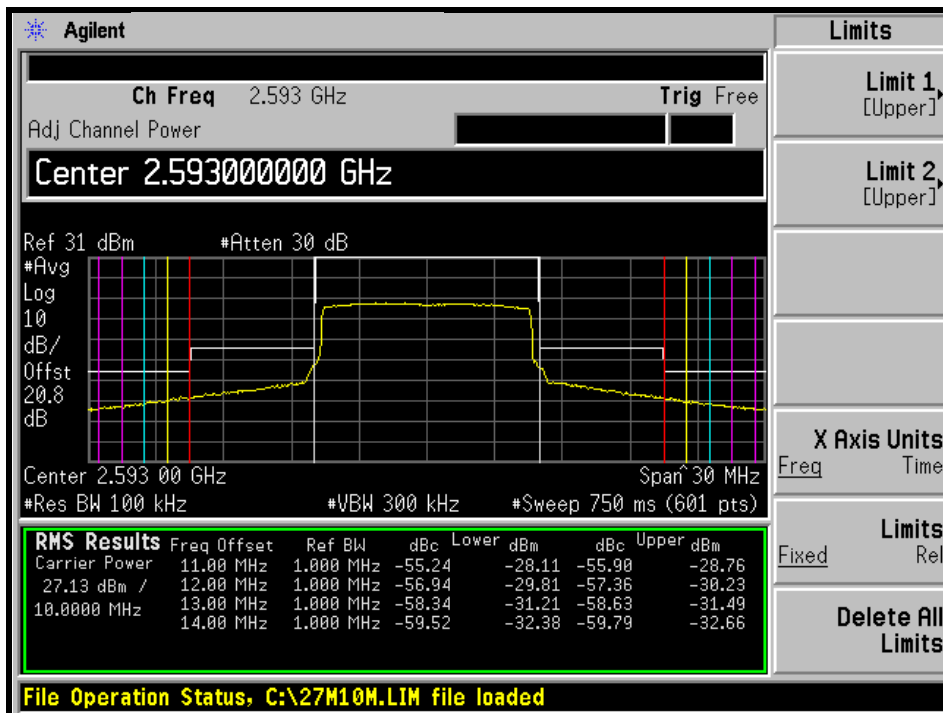 Agilent
Limits
Ch Freq 2.593 GHz Trig Free
Adj Channel Power
Center 2.593000000 GHz
Ref 31 dBm #Atten 30 dB
#Avg
Log
10
dB/
Offst
20.8
dB
Center 2.593 00 GHz Span^30 MHz
#Res BW 100 kHz #VBW 300 kHz #Sweep 750 ms (601 pts)
RMS Results Freq Offset Ref BW dBc Lower dBm dBc Upper dBm
Carrier Power 11.00 MHz 1.000 MHz -55.24 -28.11 -55.90 -28.76
27.13 dBm / 12.00 MHz 1.000 MHz -56.94 -29.81 -57.36 -30.23
10.0000 MHz 13.00 MHz 1.000 MHz -58.34 -31.21 -58.63 -31.49
14.00 MHz 1.000 MHz -59.52 -32.38 -59.79 -32.66
File Operation Status, C:\27M10M.LIM file loaded
Limit 1
[Upper]
Limit 2
[Upper]
X Axis Units
Freq Time
Limits
Fixed Rel
Delete All
Limits